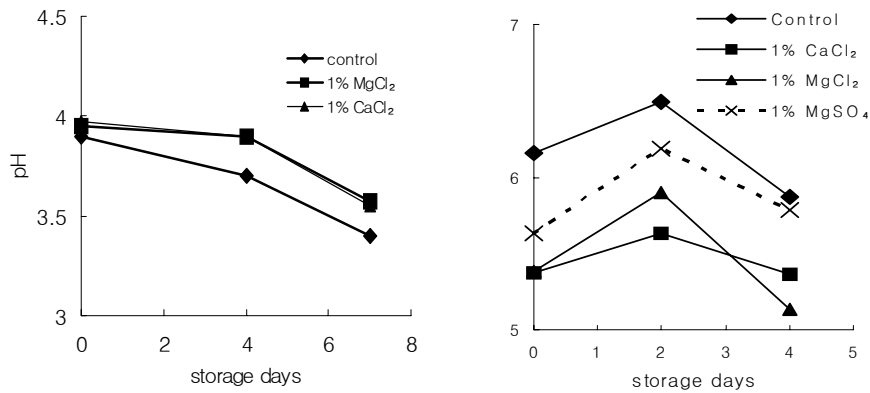 4.5
4
3.5
3
pH
0 2 4 6 8
storage days
control
1% MgCl₂
1% CaCl₂
7
6
5
0 1 2 3 4 5
storage days
Control
1% CaCl₂
1% MgCl₂
1% MgSO₄